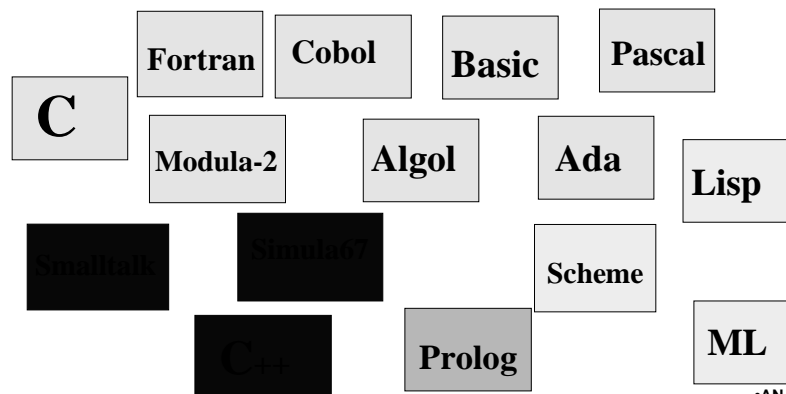 Fortran
Cobol
Basic
Pascal
C
Modula-2
Algol
Ada
Lisp
Smalltalk
Simula67
Scheme
C++
Prolog
ML